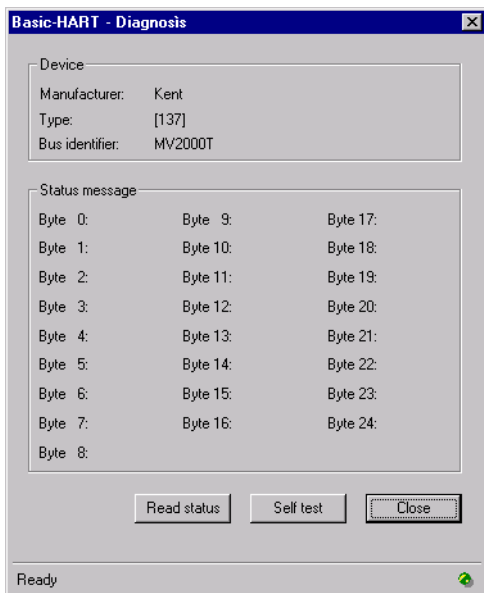 Basic-HART - Diagnosis
Device
Manufacturer: Kent
Type: [137]
Bus identifier: MV2000T
Status message
Byte 0: Byte 9: Byte 17:
Byte 1: Byte 10: Byte 18:
Byte 2: Byte 11: Byte 19:
Byte 3: Byte 12: Byte 20:
Byte 4: Byte 13: Byte 21:
Byte 5: Byte 14: Byte 22:
Byte 6: Byte 15: Byte 23:
Byte 7: Byte 16: Byte 24:
Byte 8:
Read status Self test Close
Ready